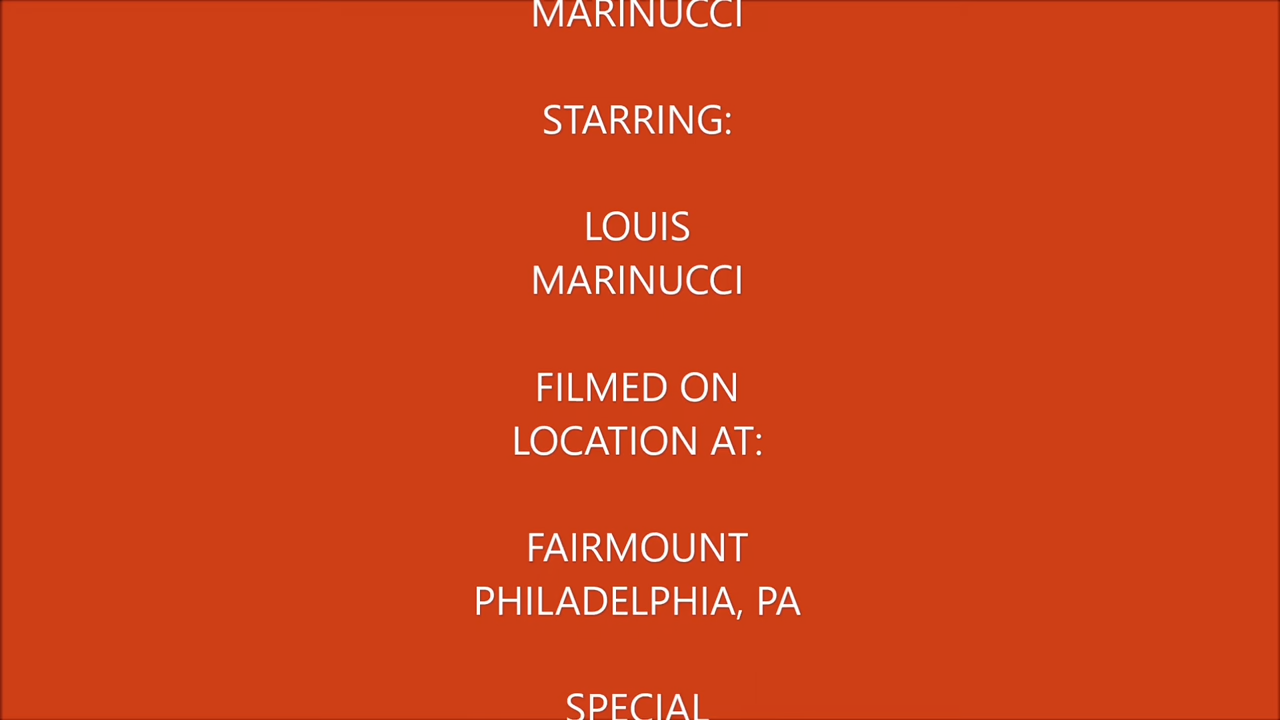 MARINUCCI
STARRING:
LOUIS
MARINUCCI
FILMED ON
LOCATION AT:
FAIRMOUNT
PHILADELPHIA, PA
SPECIAL